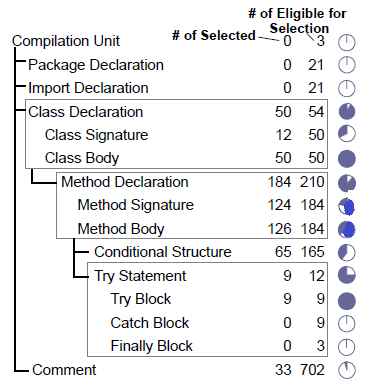 # of Eligible for
Selection
# of Selected
Compilation Unit 0 3
Package Declaration 0 21
Import Declaration 0 21
Class Declaration 50 54
Class Signature 12 50
Class Body 50 50
Method Declaration 184 210
Method Signature 124 184
Method Body 126 184
Conditional Structure 65 165
Try Statement 9 12
Try Block 9 9
Catch Block 0 9
Finally Block 0 3
Comment 33 702